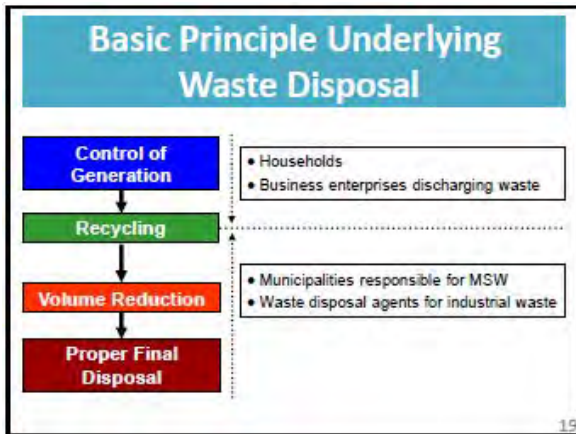 Basic Principle Underlying
Waste Disposal
Control of
Generation
Recycling
Volume Reduction
Proper Final
Disposal
• Households
• Business enterprises discharging waste
• Municipalities responsible for MSW
• Waste disposal agents for industrial waste
19